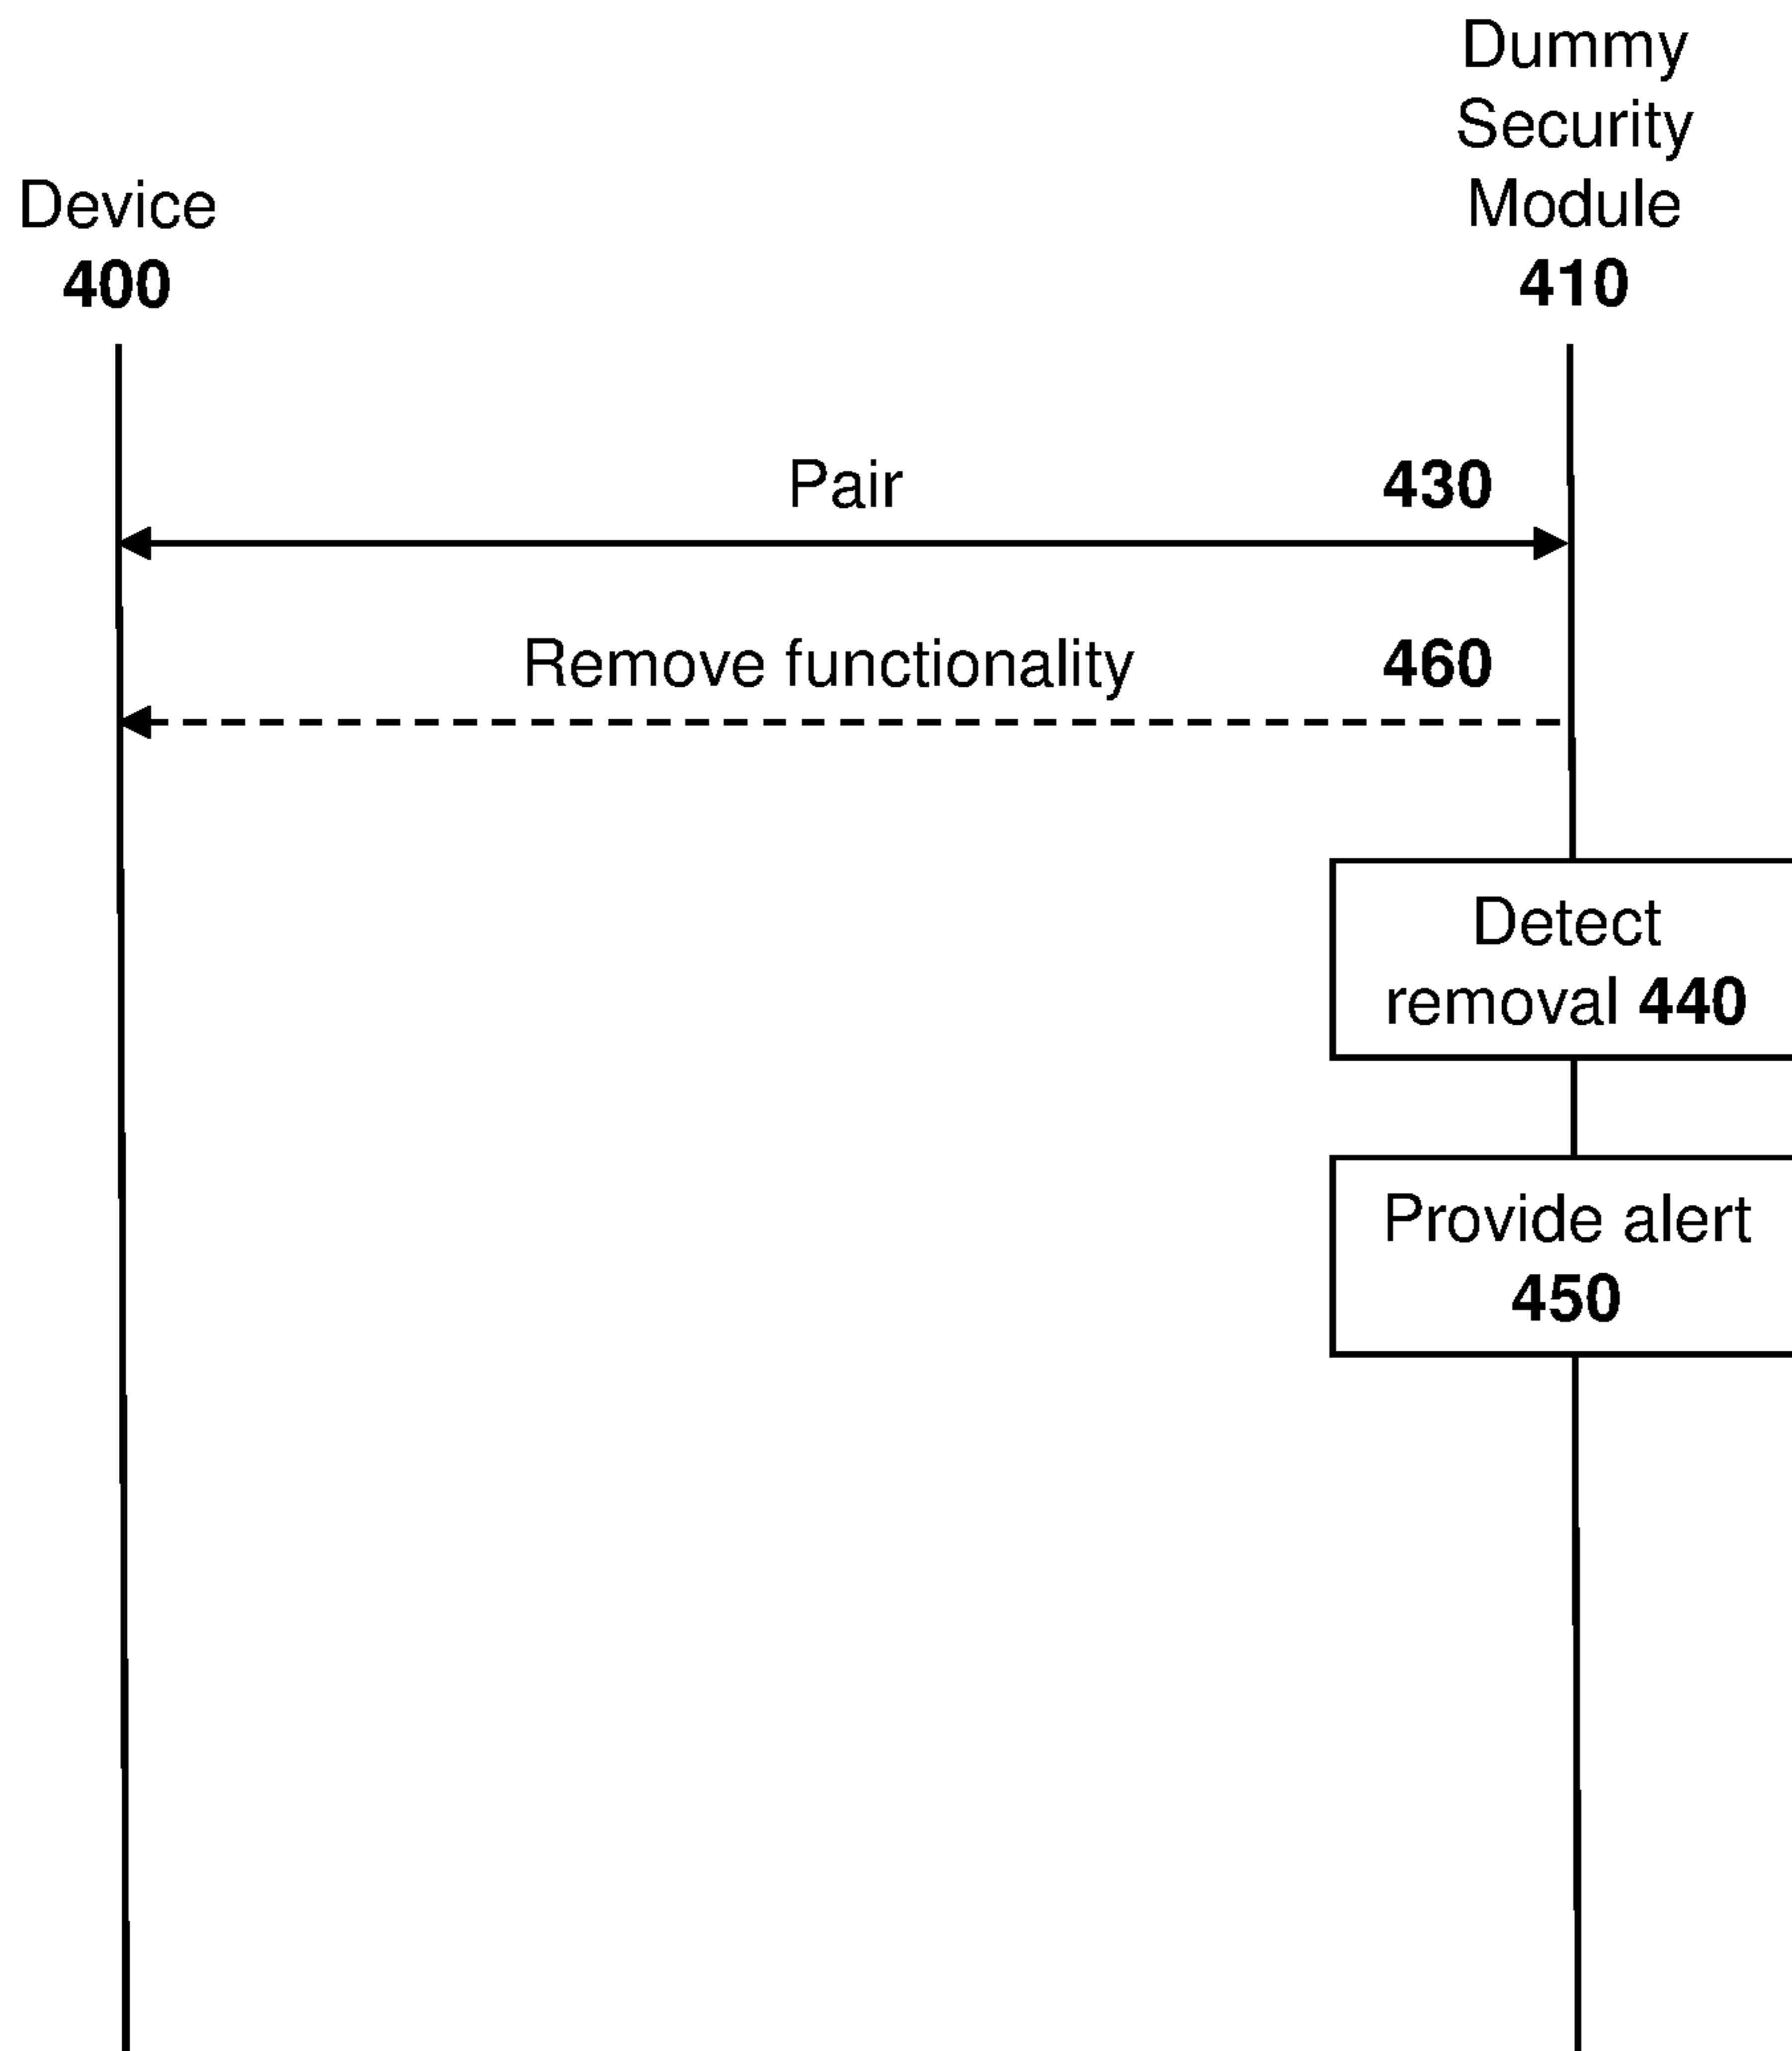 Dummy
Security
Module
410
Device
400
Pair 430
Remove functionality 460
Detect
removal 440
Provide alert
450